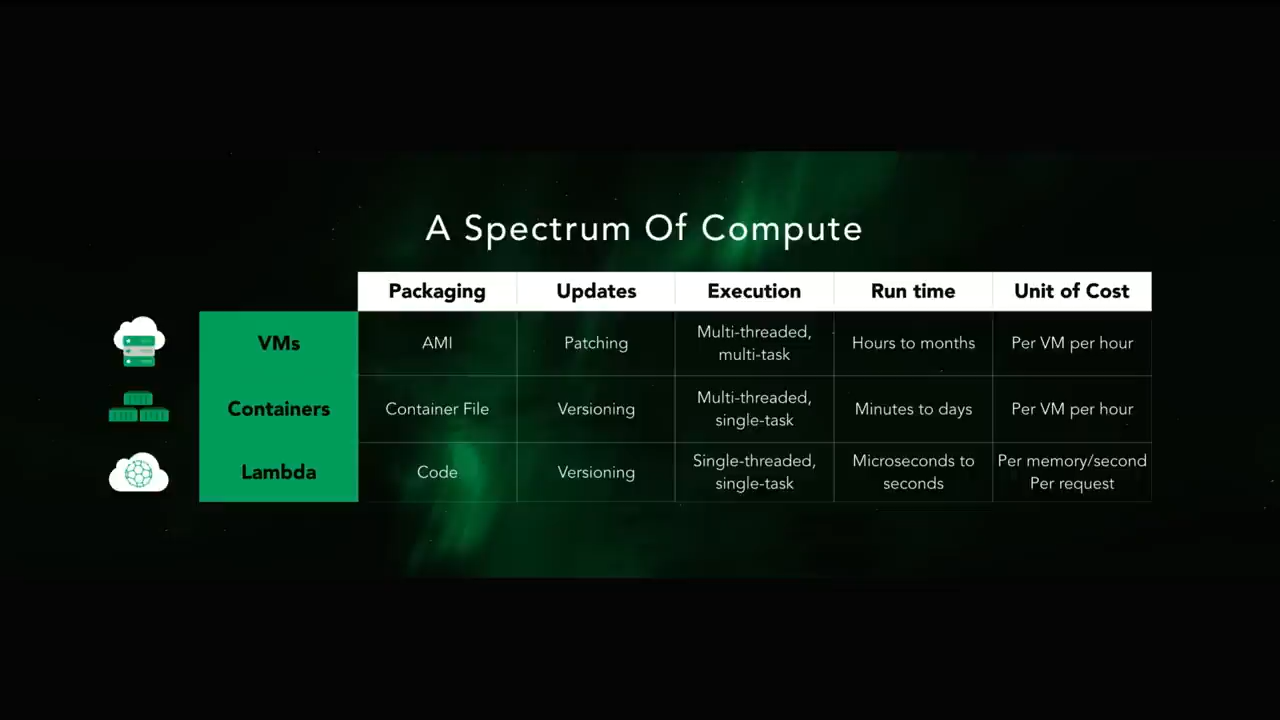 A Spectrum Of Compute
Packaging Updates Execution Run time Unit of Cost
VMs AMI Patching Multi-threaded, multi-task Hours to months Per VM per hour
Containers Container File Versioning Multi-threaded, single-task Minutes to days Per VM per hour
Lambda Code Versioning Single-threaded, single-task Microseconds to seconds Per memory/second Per request